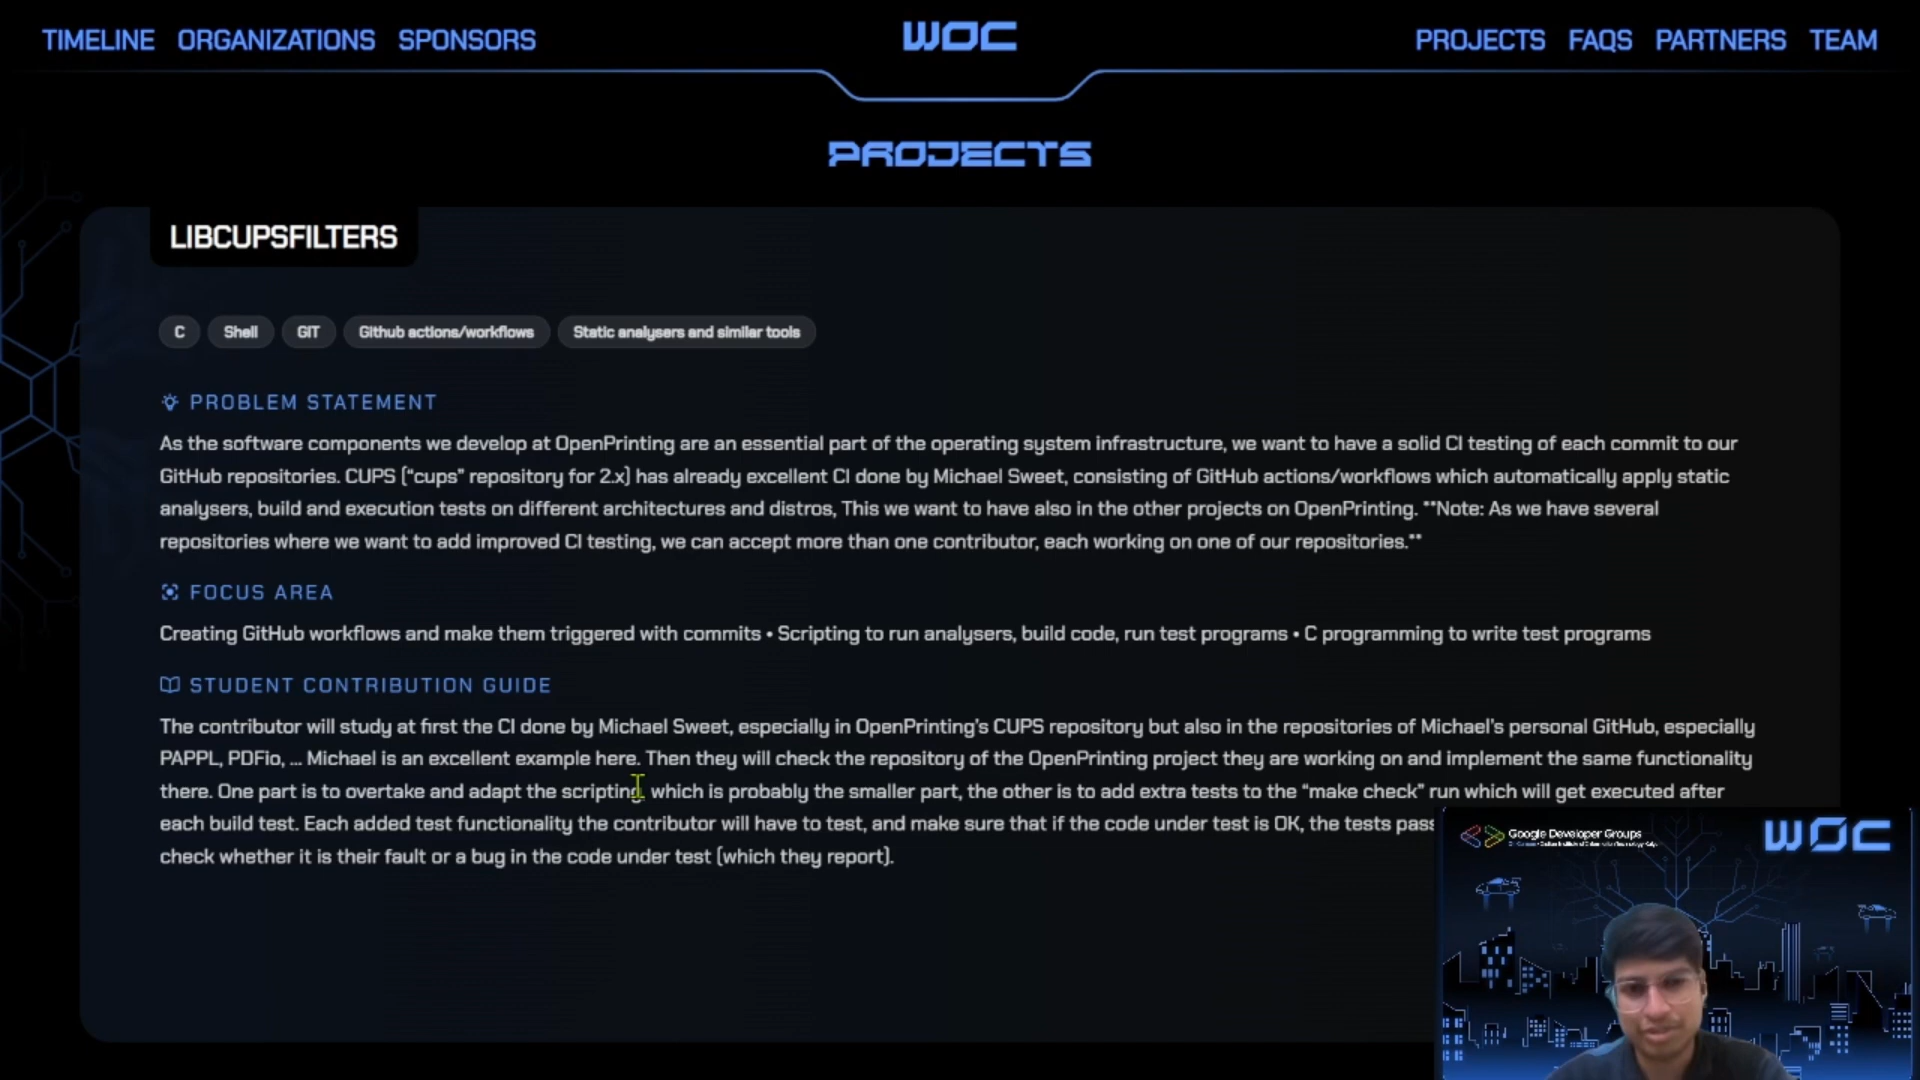 TIMELINE ORGANIZATIONS SPONSORS WOC PROJECTS FAQS PARTNERS TEAM
PROJECTS
LIBCUPSFILTERS
C Shell GIT Github actions/workflows Static analysers and similar tools
PROBLEM STATEMENT
As the software components we develop at OpenPrinting are an essential part of the operating system infrastructure, we want to have a solid CI testing of each commit to our
GitHub repositories. CUPS ("cups" repository for 2.x) has already excellent CI done by Michael Sweet, consisting of GitHub actions/workflows which automatically apply static
analysers, build and execution tests on different architectures and distros, This we want to have also in the other projects on OpenPrinting. **Note: As we have several
repositories where we want to add improved CI testing, we can accept more than one contributor, each working on one of our repositories.**
FOCUS AREA
Creating GitHub workflows and make them triggered with commits • Scripting to run analysers, build code, run test programs • C programming to write test programs
STUDENT CONTRIBUTION GUIDE
The contributor will study at first the CI done by Michael Sweet, especially in OpenPrinting's CUPS repository but also in the repositories of Michael's personal GitHub, especially
PAPPL, PDFio, ... Michael is an excellent example here. Then they will check the repository of the OpenPrinting project they are working on and implement the same functionality
there. One part is to overtake and adapt the scripting, which is probably the smaller part, the other is to add extra tests to the "make check" run which will get executed after
each build test. Each added test functionality the contributor will have to test, and make sure that if the code under test is OK, the tests pass
check whether it is their fault or a bug in the code under test (which they report).
Google Developer Groups
WOC